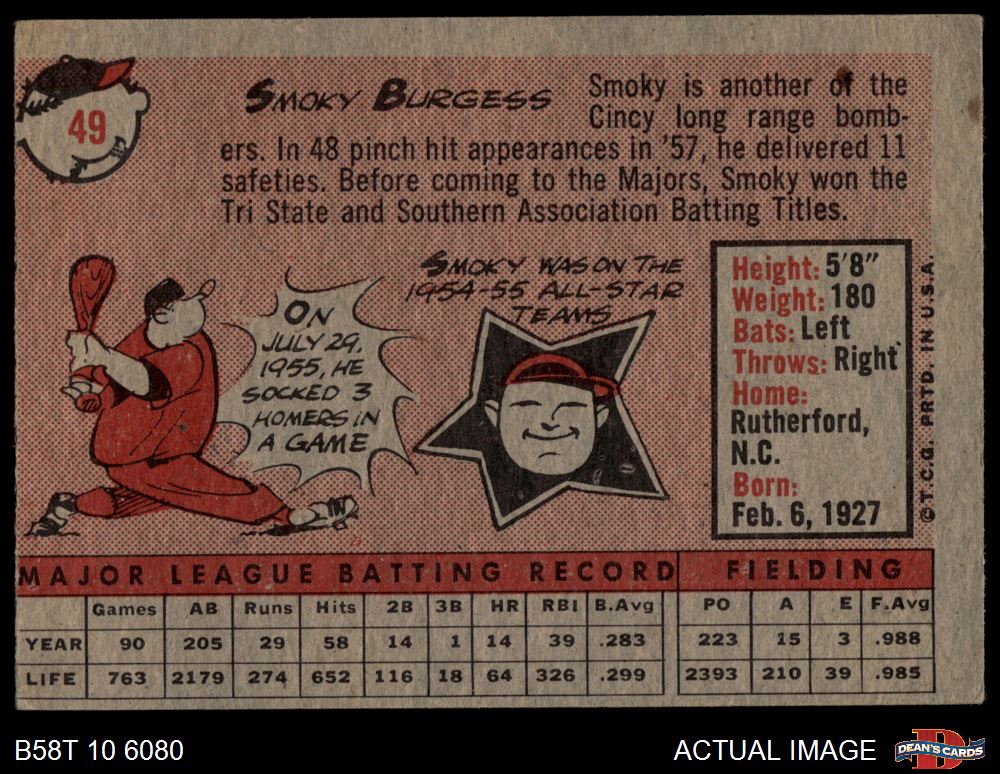 49
SMOKY BURGESS
Smoky is another of the
Cincy long range bomb-
ers. In 48 pinch hit appearances in '57, he delivered 11
safeties. Before coming to the Majors, Smoky won the
Tri State and Southern Association Batting Titles.
ON
JULY 29,
1955, HE
SOCKED 3
HOMERS IN
A GAME
SMOKY WAS ON THE
1954-55 ALL-STAR
TEAMS
Height: 5'8"
Weight: 180
Bats: Left
Throws: Right
Home:
Rutherford,
N.C.
Born:
Feb. 6, 1927
© T.C.G. PRTD. IN U.S.A.
MAJOR LEAGUE BATTING RECORD FIELDING
Games AB Runs Hits 2B 3B HR RBI B.Avg PO A E F.Avg
YEAR 90 205 29 58 14 1 14 39 .283 223 15 3 .988
LIFE 763 2179 274 652 116 18 64 326 .299 2393 210 39 .985
B58T 10 6080
ACTUAL IMAGE
DEAN'S CARDS